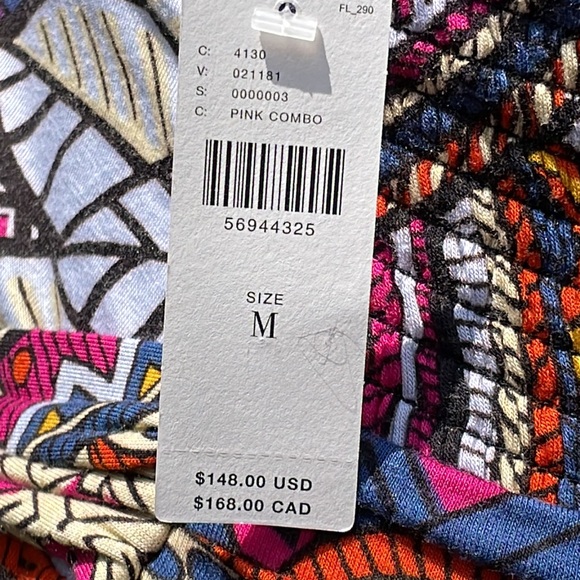 FL_290
C: 4130
V: 021181
S: 0000003
C: PINK COMBO
56944325
SIZE
M
$148.00 USD
$168.00 CAD